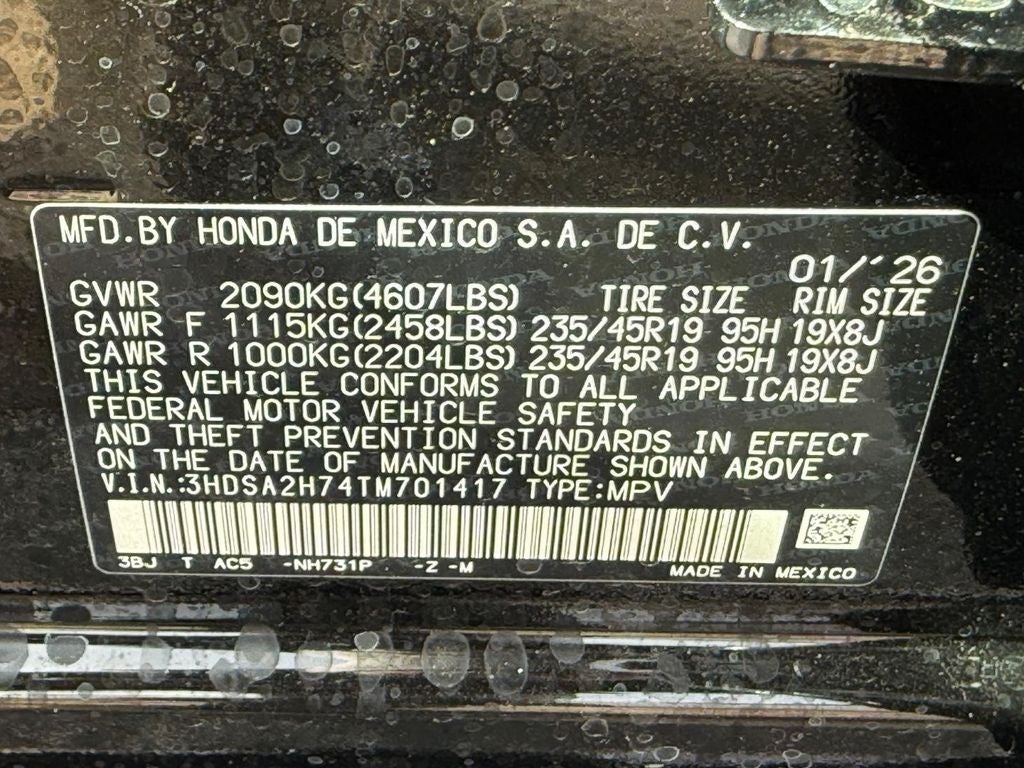 MFD.BY HONDA DE MEXICO S.A. DE C.V.
01/'26
GVWR 2090KG(4607LBS) TIRE SIZE RIM SIZE
GAWR F 1115KG(2458LBS) 235/45R19 95H 19X8J
GAWR R 1000KG(2204LBS) 235/45R19 95H 19X8J
THIS VEHICLE CONFORMS TO ALL APPLICABLE
FEDERAL MOTOR VEHICLE SAFETY
AND THEFT PREVENTION STANDARDS IN EFFECT
ON THE DATE OF MANUFACTURE SHOWN ABOVE.
V.I.N.:3HDSA2H74TM701417 TYPE:MPV
3BJ T AC5 -NH731P -Z -M MADE IN MEXICO